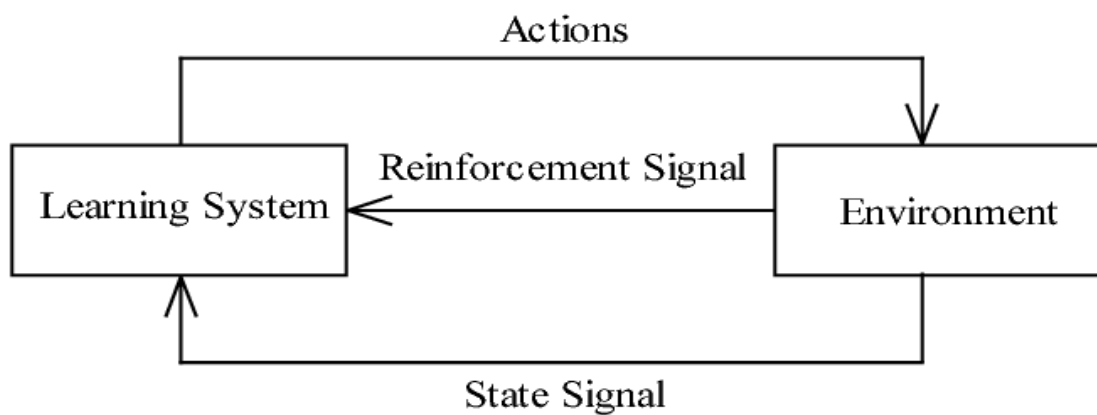 Actions
Reinforcement Signal
Learning System
Environment
State Signal